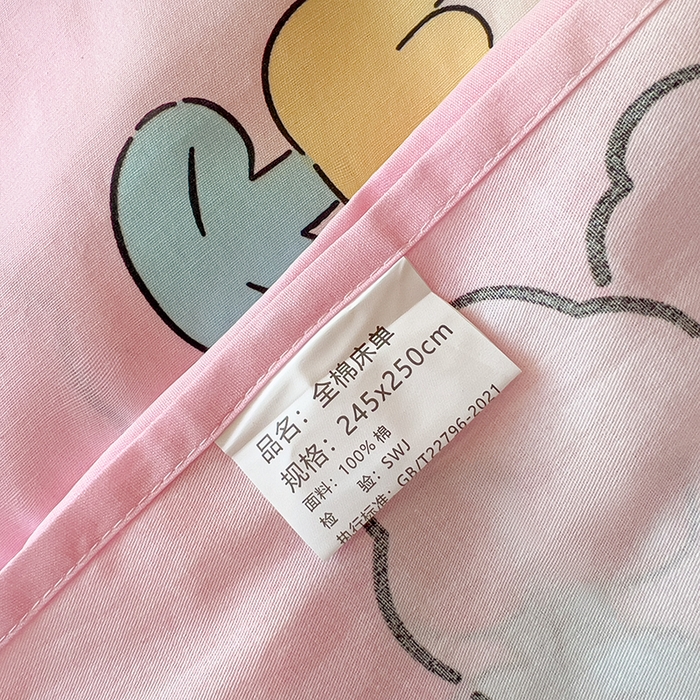 品名：全棉床单
规格：245x250cm
面料：100% 棉
检　　验：SWJ
执行标准：GB/T22796-2021